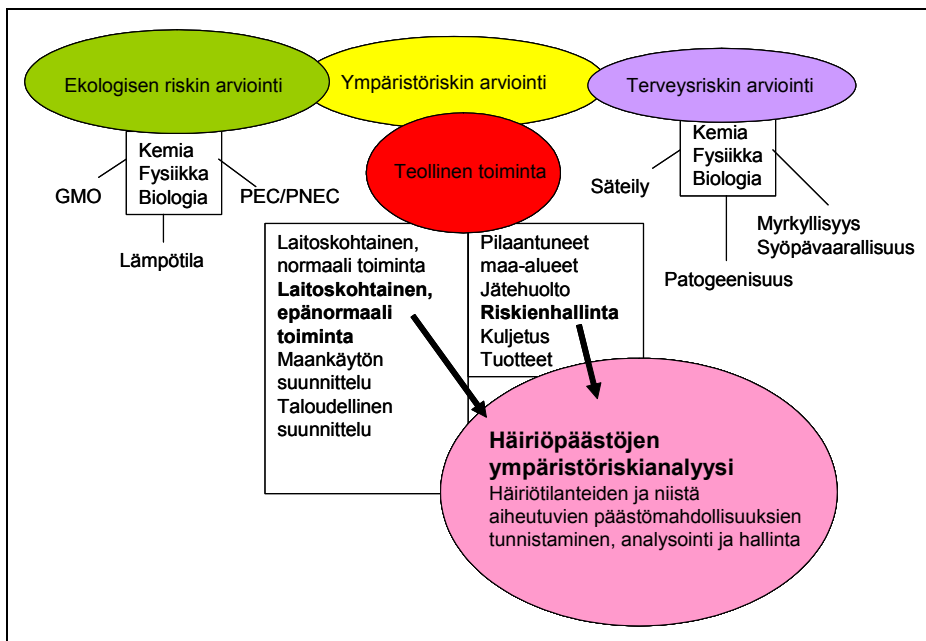 Ekologisen riskin arviointi
Ympäristöriskin arviointi
Terveysriskin arviointi
Teollinen toiminta
Kemia
Fysiikka
Biologia
GMO
PEC/PNEC
Lämpötila
Kemia
Fysiikka
Biologia
Säteily
Myrkyllisyys
Syöpävaarallisuus
Patogeenisuus
Laitoskohtainen,
normaali toiminta
Laitoskohtainen,
epänormaali
toiminta
Maankäytön
suunnittelu
Taloudellinen
suunnittelu
Pilaantuneet
maa-alueet
Jätehuolto
Riskienhallinta
Kuljetus
Tuotteet
Häiriöpäästöjen
ympäristöriskianalyysi
Häiriötilanteiden ja niistä
aiheutuvien päästömahdollisuuksien
tunnistaminen, analysointi ja hallinta